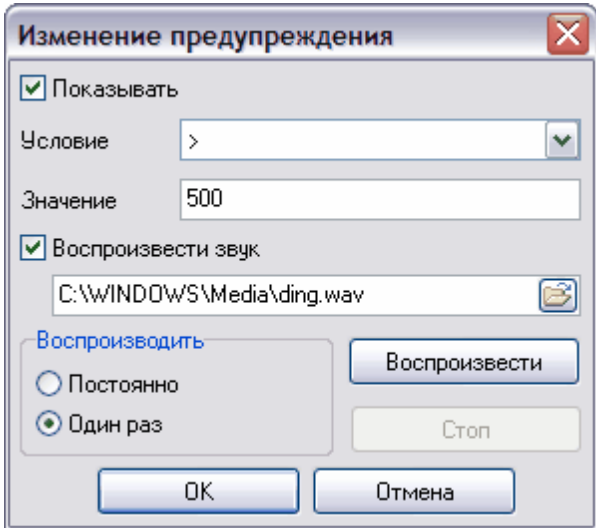 Изменение предупреждения
Показывать
Условие >
Значение 500
Воспроизвести звук
C:\WINDOWS\Media\ding.wav
Воспроизводить
Постоянно
Один раз
Воспроизвести
Стоп
OK Отмена